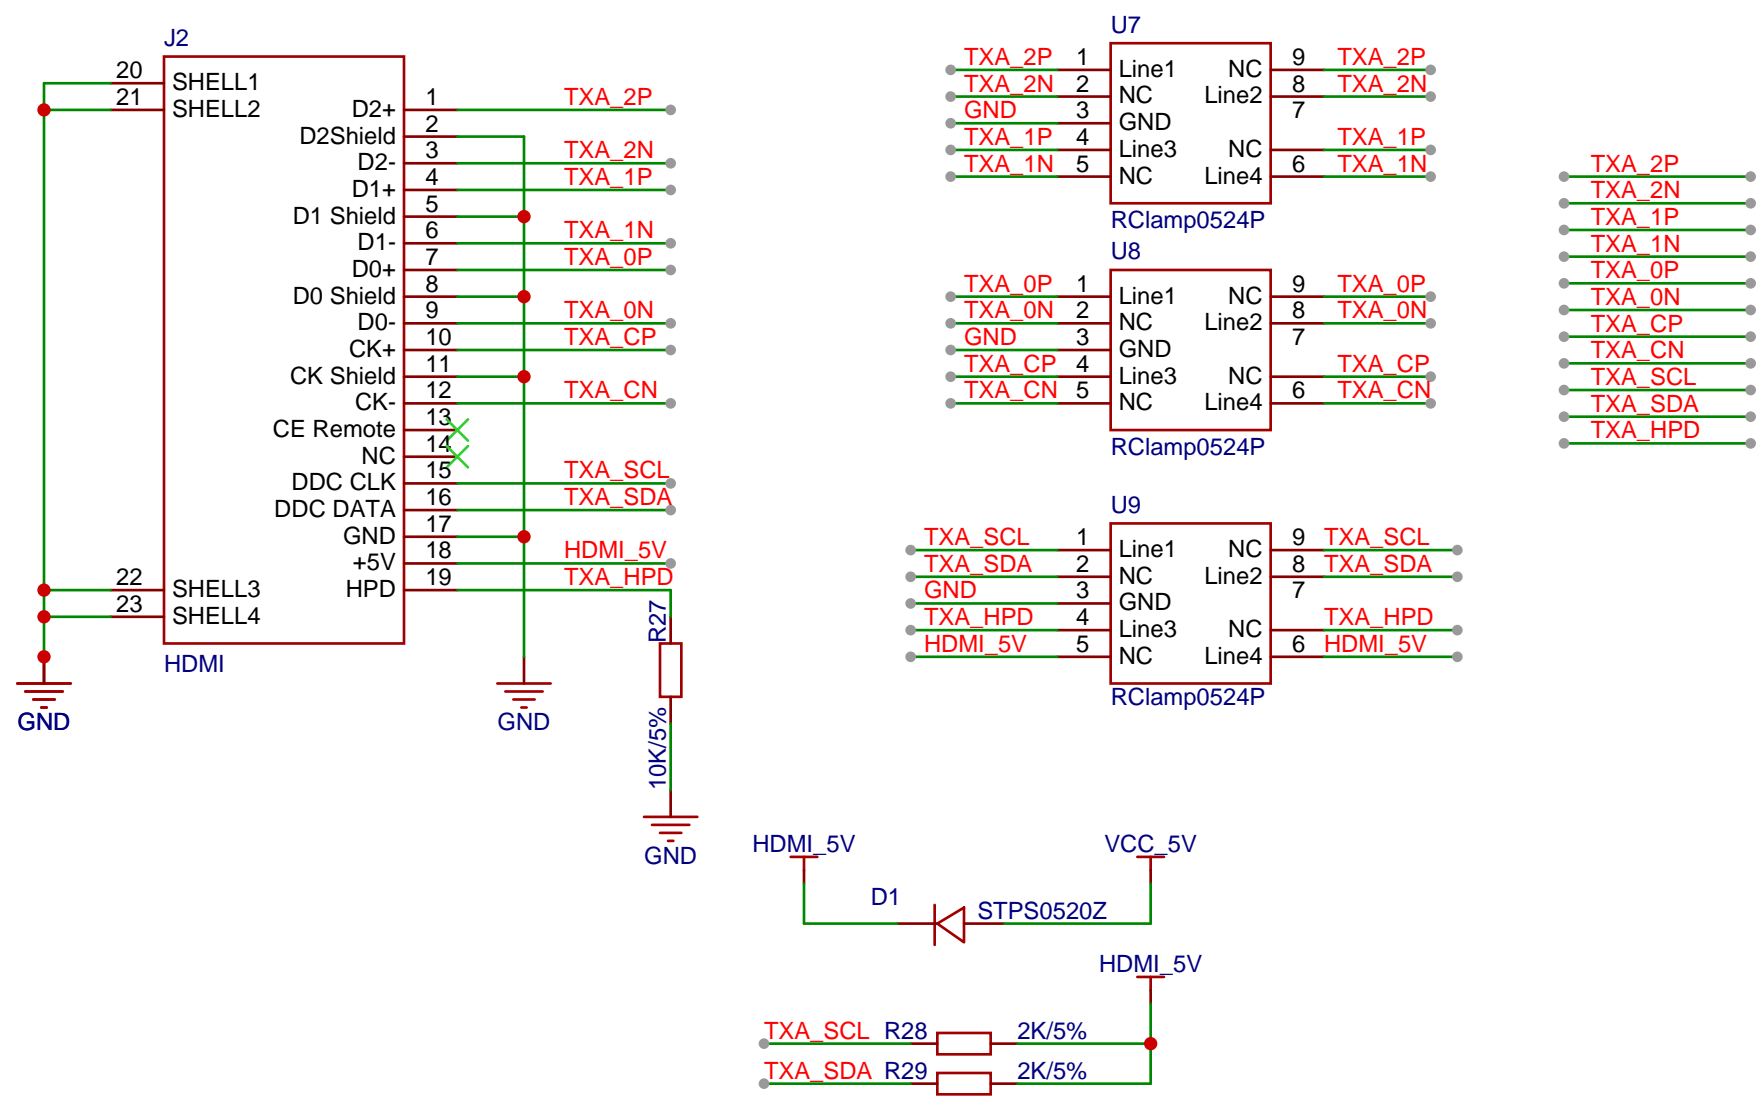 J2
20 SHELL1
21 SHELL2
D2+ 1 TXA_2P
D2Shield 2
D2- 3 TXA_2N
D1+ 4 TXA_1P
D1 Shield 5
D1- 6 TXA_1N
D0+ 7 TXA_0P
D0 Shield 8
D0- 9 TXA_0N
CK+ 10 TXA_CP
CK Shield 11
CK- 12 TXA_CN
CE Remote 13
NC 14
DDC CLK 15 TXA_SCL
DDC DATA 16 TXA_SDA
GND 17
+5V 18 HDMI_5V
22 SHELL3 HPD 19 TXA_HPD
23 SHELL4
HDMI
GND
GND
R27
10K/5%
GND
U7
TXA_2P 1 Line1 NC 9 TXA_2P
TXA_2N 2 NC Line2 8 TXA_2N
GND 3 GND 7
TXA_1P 4 Line3 NC TXA_1P
TXA_1N 5 NC Line4 6 TXA_1N
RClamp0524P
U8
TXA_0P 1 Line1 NC 9 TXA_0P
TXA_0N 2 NC Line2 8 TXA_0N
GND 3 GND 7
TXA_CP 4 Line3 NC TXA_CP
TXA_CN 5 NC Line4 6 TXA_CN
RClamp0524P
U9
TXA_SCL 1 Line1 NC 9 TXA_SCL
TXA_SDA 2 NC Line2 8 TXA_SDA
GND 3 GND 7
TXA_HPD 4 Line3 NC TXA_HPD
HDMI_5V 5 NC Line4 6 HDMI_5V
RClamp0524P
TXA_2P
TXA_2N
TXA_1P
TXA_1N
TXA_0P
TXA_0N
TXA_CP
TXA_CN
TXA_SCL
TXA_SDA
TXA_HPD
HDMI_5V VCC_5V
D1 STPS0520Z
HDMI_5V
TXA_SCL R28 2K/5%
TXA_SDA R29 2K/5%